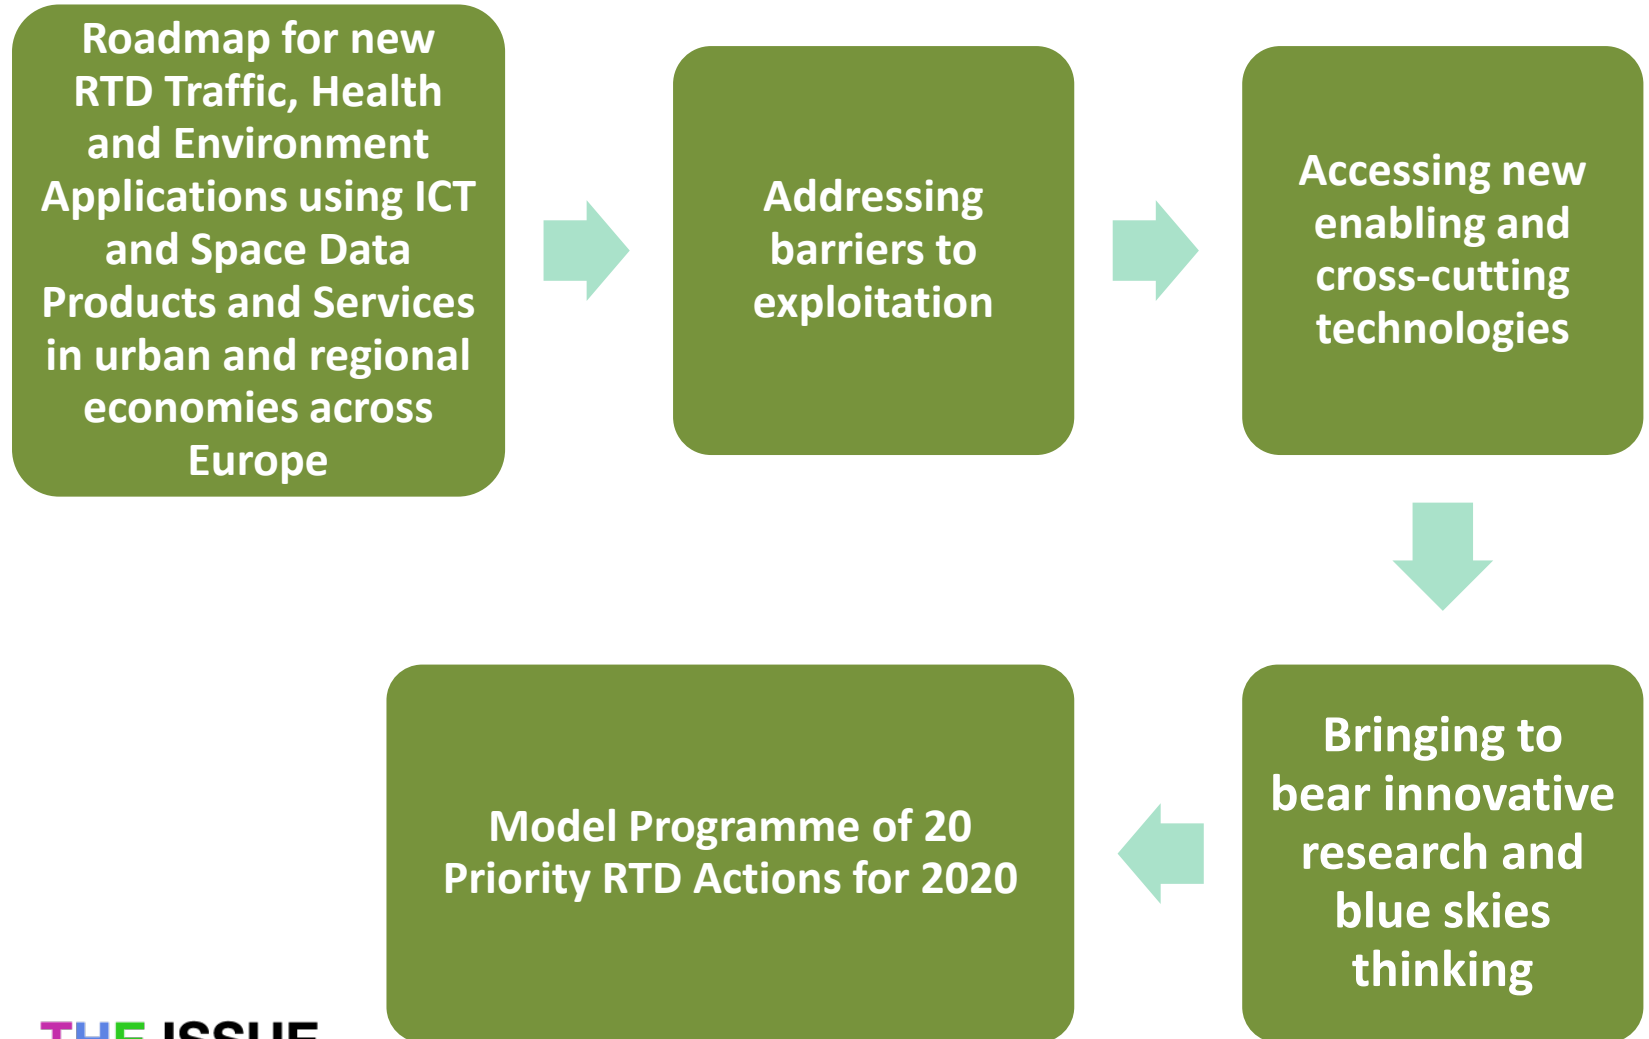 Roadmap for new
RTD Traffic, Health
and Environment
Applications using ICT
and Space Data
Products and Services
in urban and regional
economies across
Europe
Addressing
barriers to
exploitation
Accessing new
enabling and
cross-cutting
technologies
Bringing to
bear innovative
research and
blue skies
thinking
Model Programme of 20
Priority RTD Actions for 2020
THE ISSUE